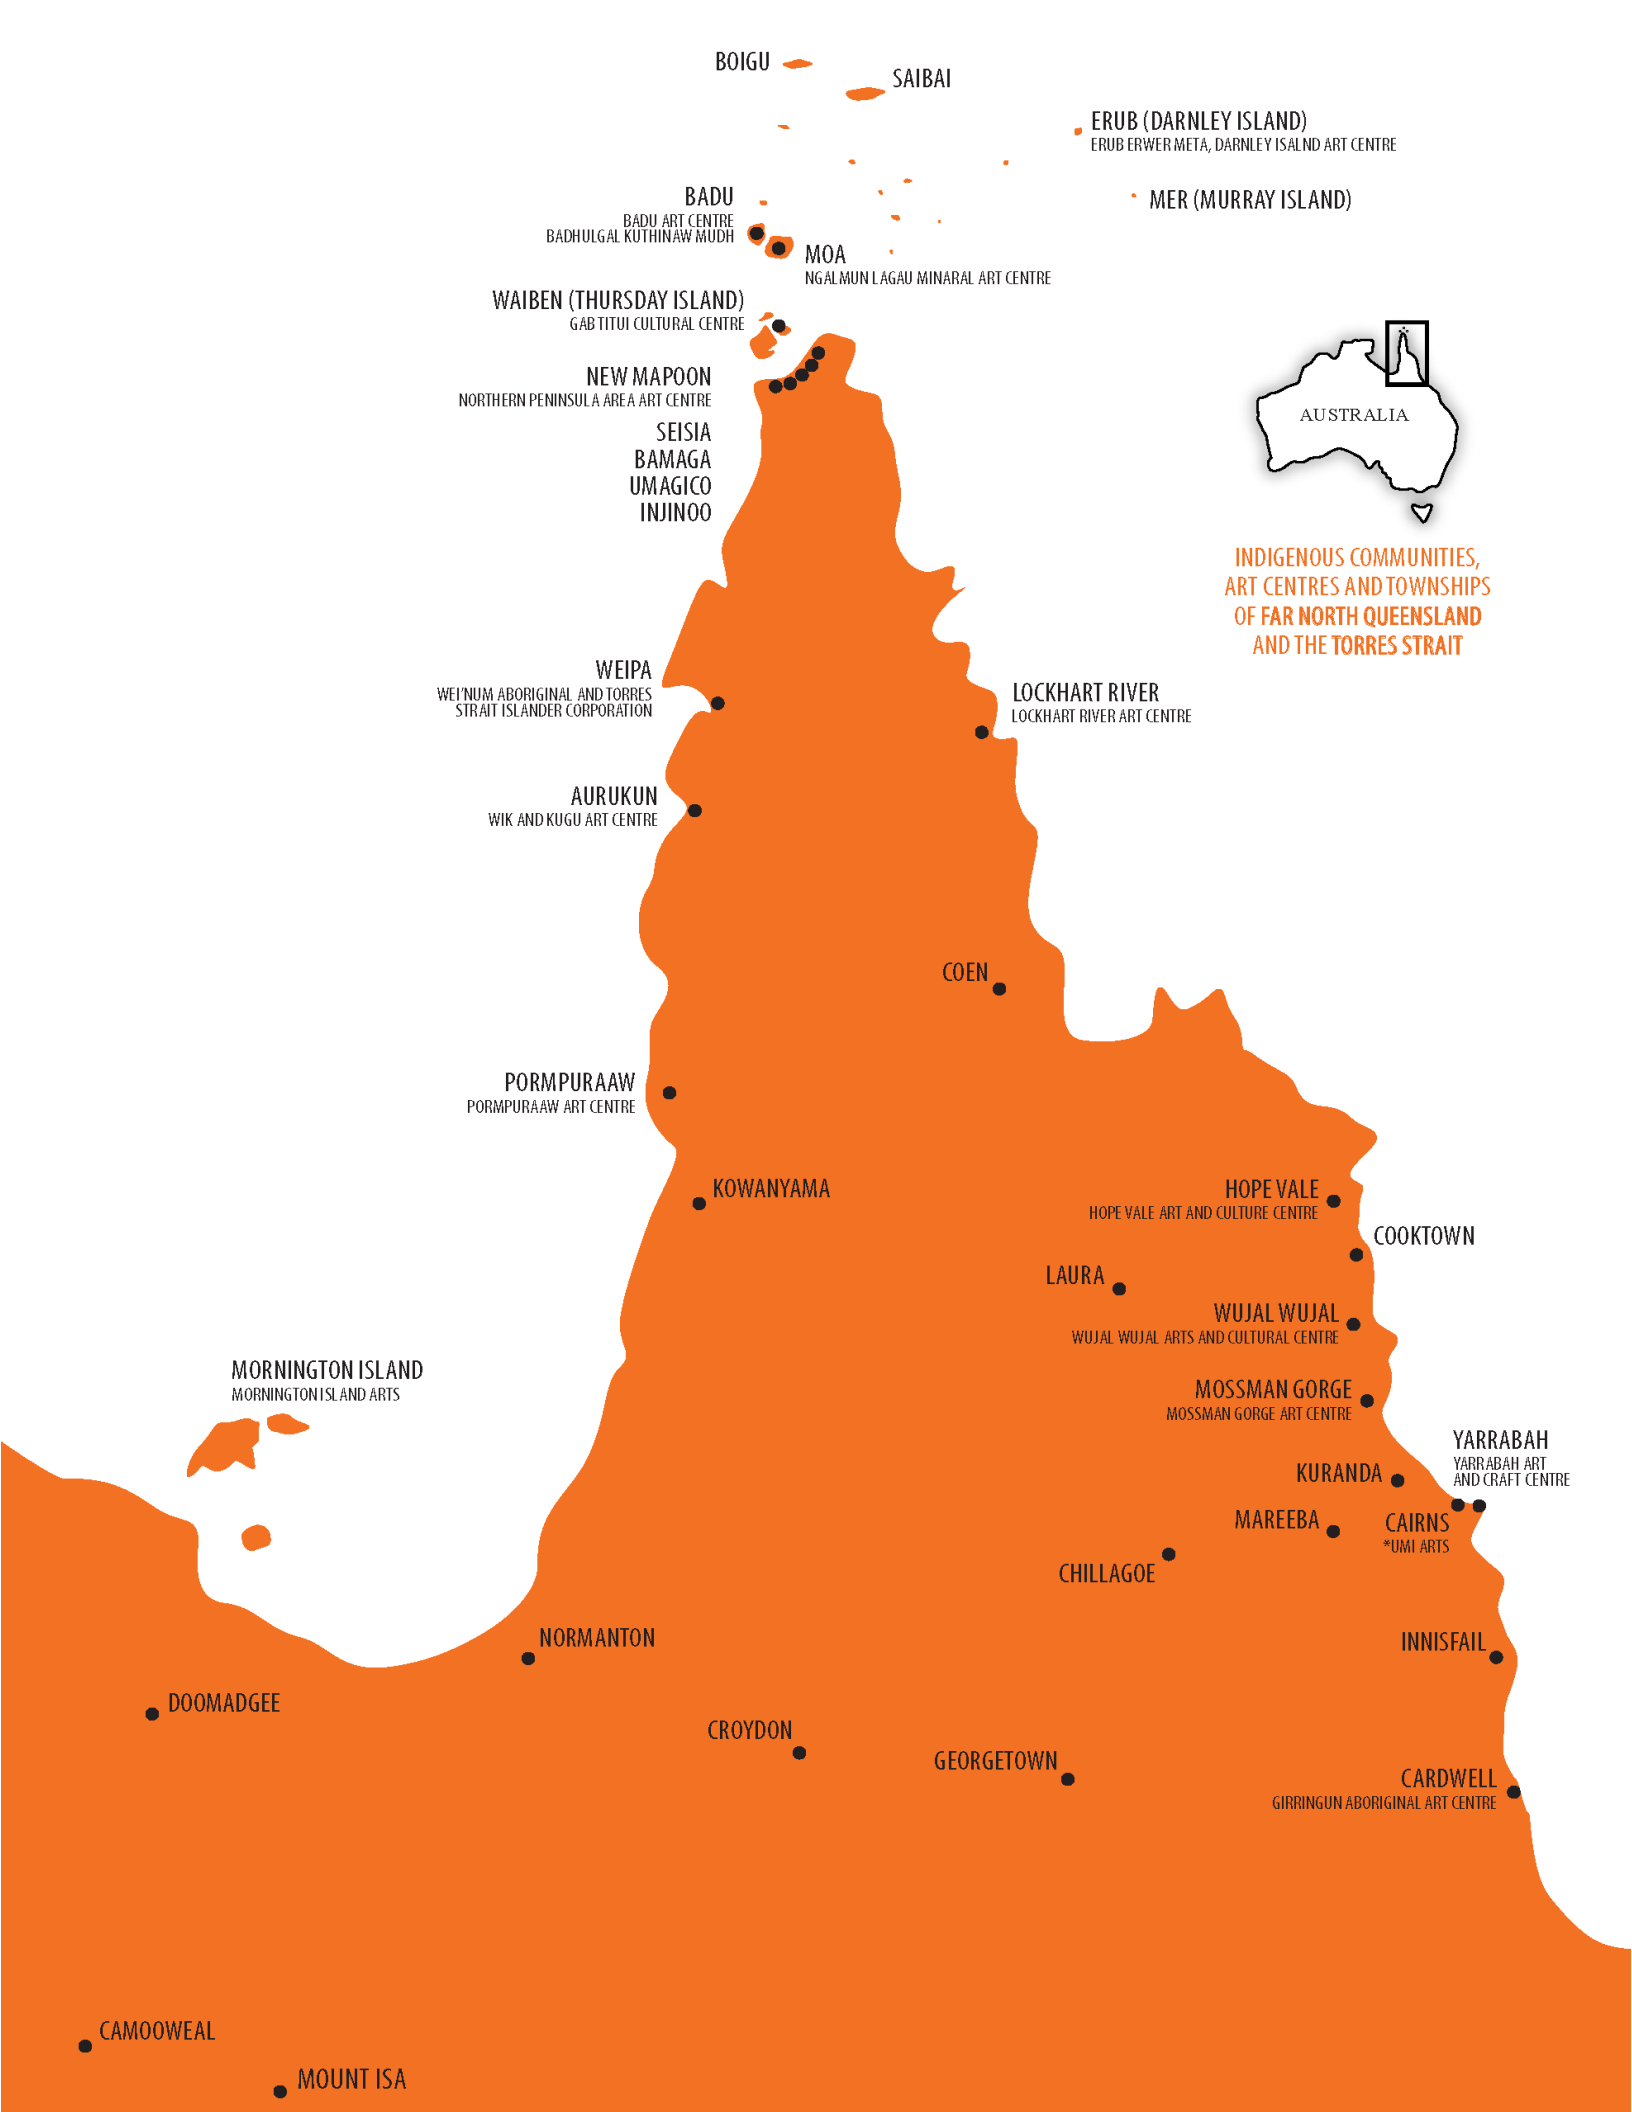 BOIGU
SAIBAI
ERUB (DARNLEY ISLAND)
ERUB ERWER META, DARNLEY ISALND ART CENTRE
BADU
BADU ART CENTRE
BADHULGAL KUTHINAW MUDH
MER (MURRAY ISLAND)
MOA
NGALMUN LAGAU MINARAL ART CENTRE
WAIBEN (THURSDAY ISLAND)
GAB TITUI CULTURAL CENTRE
NEW MAPOON
NORTHERN PENINSULA AREA ART CENTRE
SEISIA
BAMAGA
UMAGICO
INJINOO
AUSTRALIA
INDIGENOUS COMMUNITIES,
ART CENTRES AND TOWNSHIPS
OF FAR NORTH QUEENSLAND
AND THE TORRES STRAIT
WEIPA
WEI'NUM ABORIGINAL AND TORRES
STRAIT ISLANDER CORPORATION
LOCKHART RIVER
LOCKHART RIVER ART CENTRE
AURUKUN
WIK AND KUGU ART CENTRE
COEN
PORMPURAAW
PORMPURAAW ART CENTRE
KOWANYAMA
HOPE VALE
HOPE VALE ART AND CULTURE CENTRE
COOKTOWN
LAURA
WUJAL WUJAL
WUJAL WUJAL ARTS AND CULTURAL CENTRE
MORNINGTON ISLAND
MORNINGTON ISLAND ARTS
MOSSMAN GORGE
MOSSMAN GORGE ART CENTRE
YARRABAH
YARRABAH ART
AND CRAFT CENTRE
KURANDA
MAREEBA
CAIRNS
*UMI ARTS
CHILLAGOE
NORMANTON
INNISFAIL
DOOMADGEE
CROYDON
GEORGETOWN
CARDWELL
GIRRINGUN ABORIGINAL ART CENTRE
CAMOOWEAL
MOUNT ISA